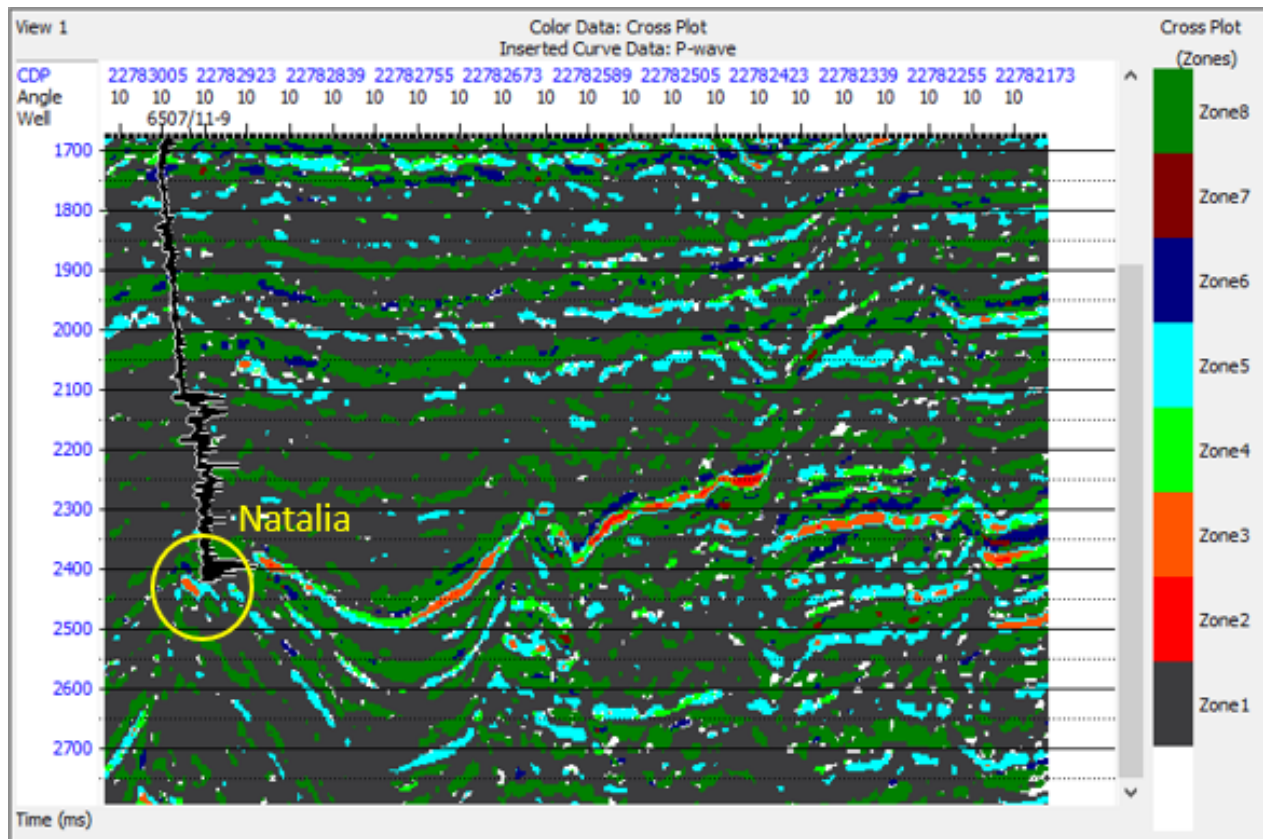 View 1
Color Data: Cross Plot
Inserted Curve Data: P-wave
Cross Plot
(Zones)
CDP 22783005 22782923 22782839 22782755 22782673 22782589 22782505 22782423 22782339 22782255 22782173
Angle 10 10 10 10 10 10 10 10 10 10 10 10 10 10 10 10 10 10 10 10 10 10
Well 6507/11-9
1700
1800
1900
2000
2100
2200
2300
2400
2500
2600
2700
Natalia
Time (ms)
Zone8
Zone7
Zone6
Zone5
Zone4
Zone3
Zone2
Zone1